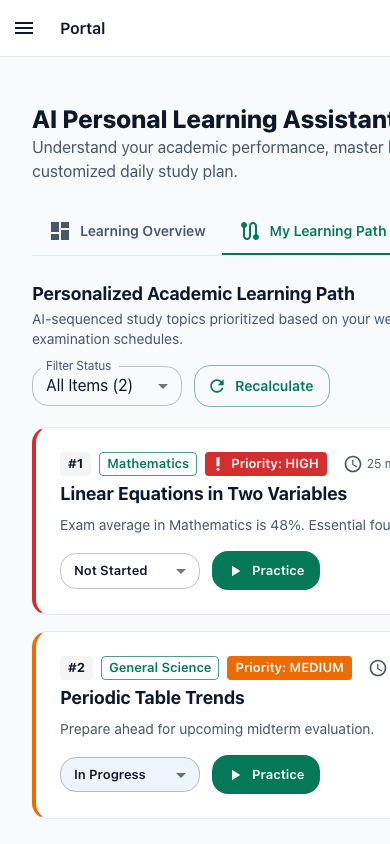 Portal
AI Personal Learning Assistant
Understand your academic performance, master
customized daily study plan.
Learning Overview
My Learning Path
Personalized Academic Learning Path
AI-sequenced study topics prioritized based on your
examination schedules.
Filter Status
All Items (2)
Recalculate
#1 Mathematics ! Priority: HIGH 25
Linear Equations in Two Variables
Exam average in Mathematics is 48%. Essential
Not Started
Practice
#2 General Science Priority: MEDIUM
Periodic Table Trends
Prepare ahead for upcoming midterm evaluation.
In Progress
Practice